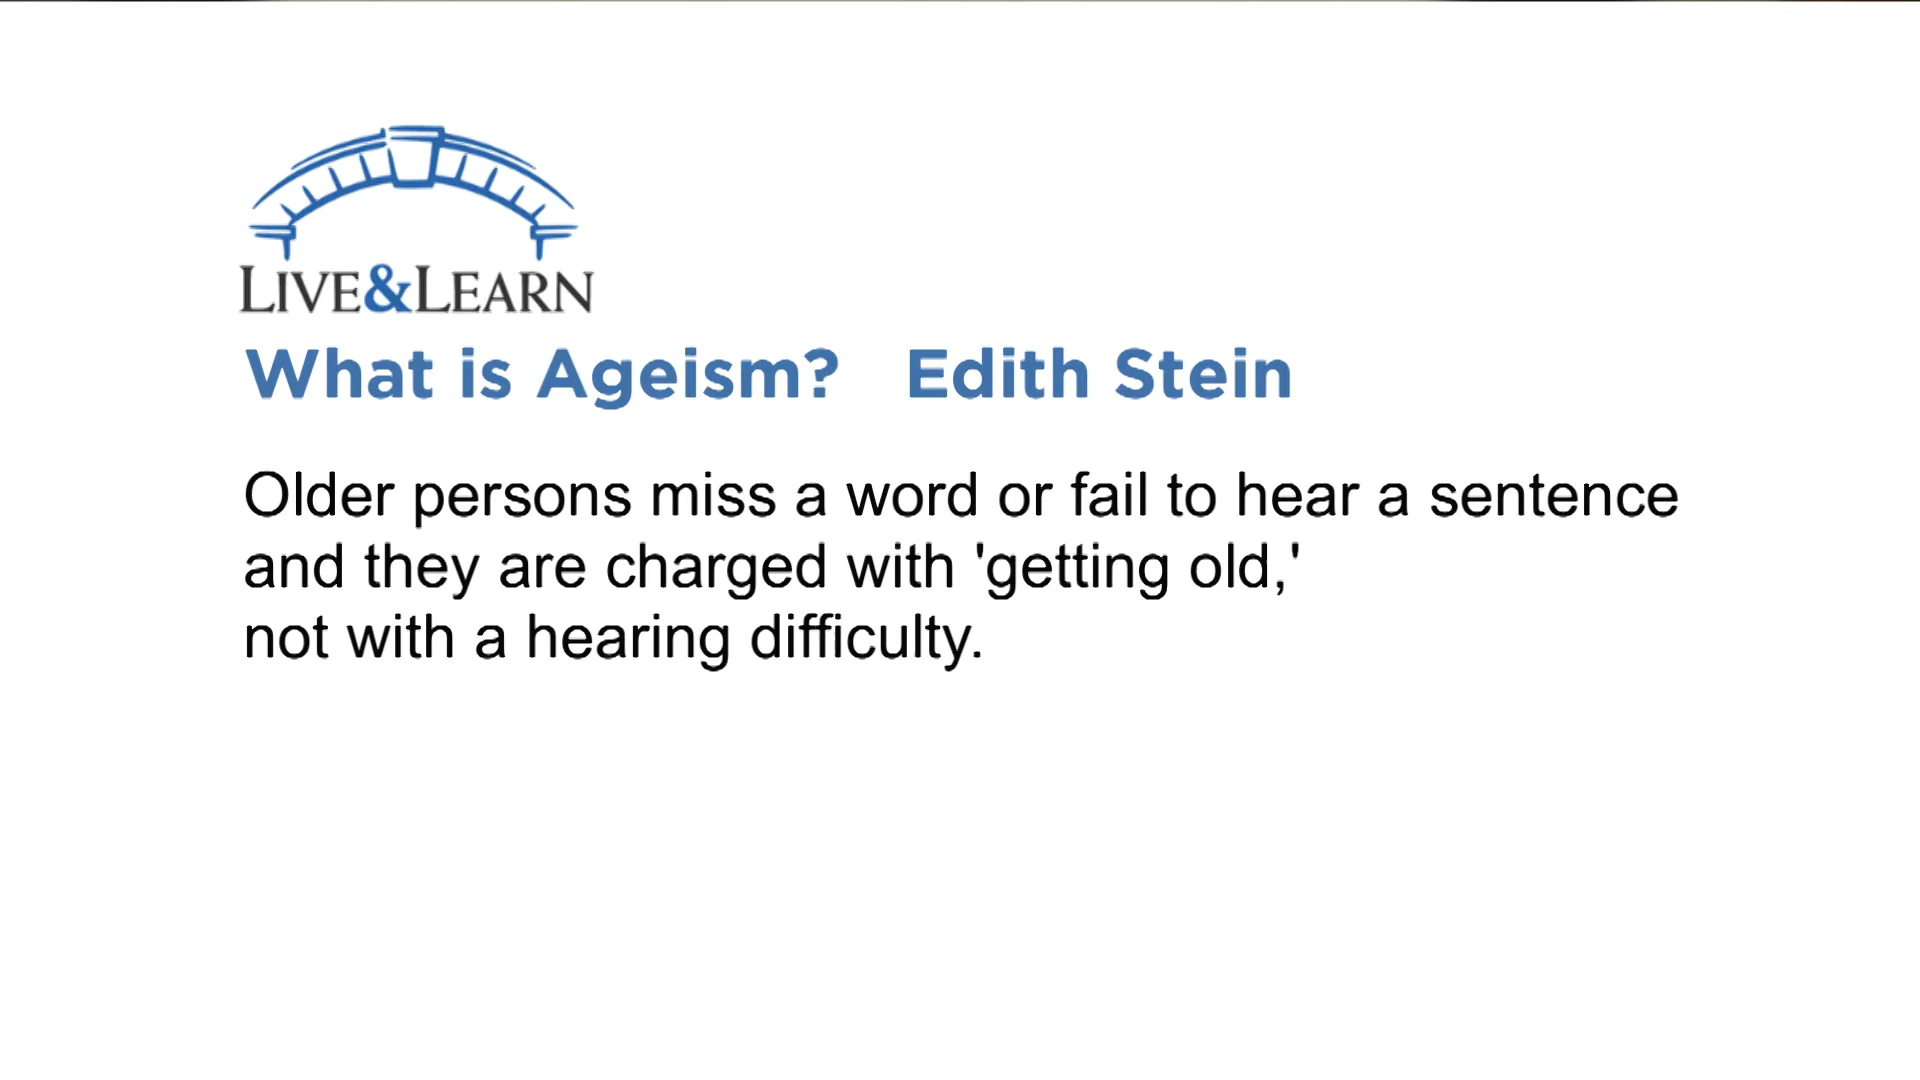 LIVE&LEARN
What is Ageism? Edith Stein
Older persons miss a word or fail to hear a sentence
and they are charged with 'getting old,'
not with a hearing difficulty.